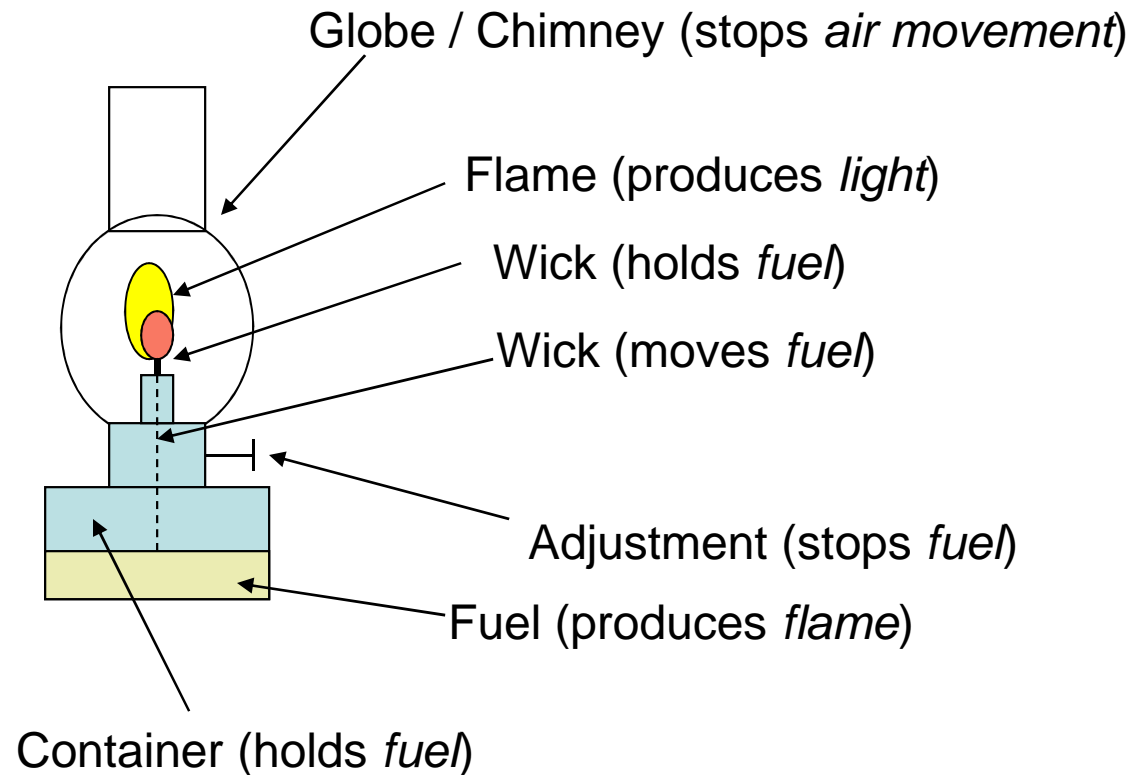 Globe / Chimney (stops air movement)
Flame (produces light)
Wick (holds fuel)
Wick (moves fuel)
Adjustment (stops fuel)
Fuel (produces flame)
Container (holds fuel)